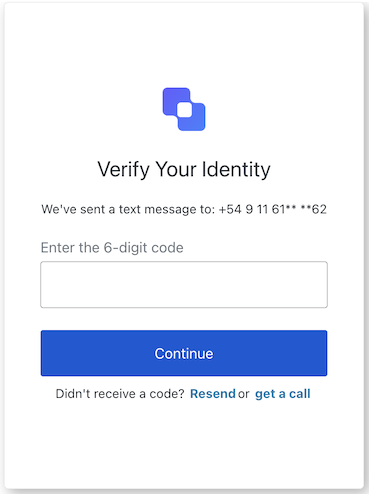 Verify Your Identity
We've sent a text message to: +54 9 11 61** **62
Enter the 6-digit code
Continue
Didn't receive a code? Resend or get a call